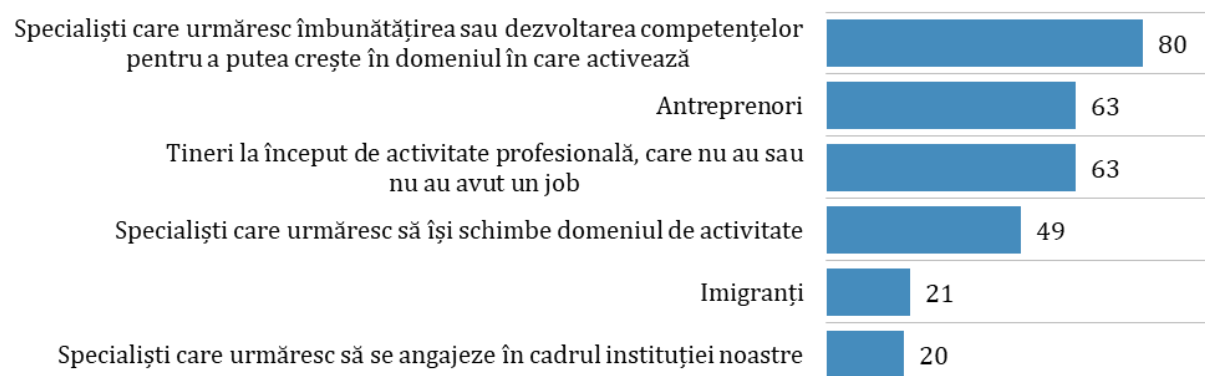 Specialiști care urmăresc îmbunătățirea sau dezvoltarea competențelor
pentru a putea crește în domeniul în care activează
80
Antreprenori
63
Tineri la început de activitate profesională, care nu au sau
nu au avut un job
63
Specialiști care urmăresc să își schimbe domeniul de activitate
49
Imigranți
21
Specialiști care urmăresc să se angajeze în cadrul instituției noastre
20